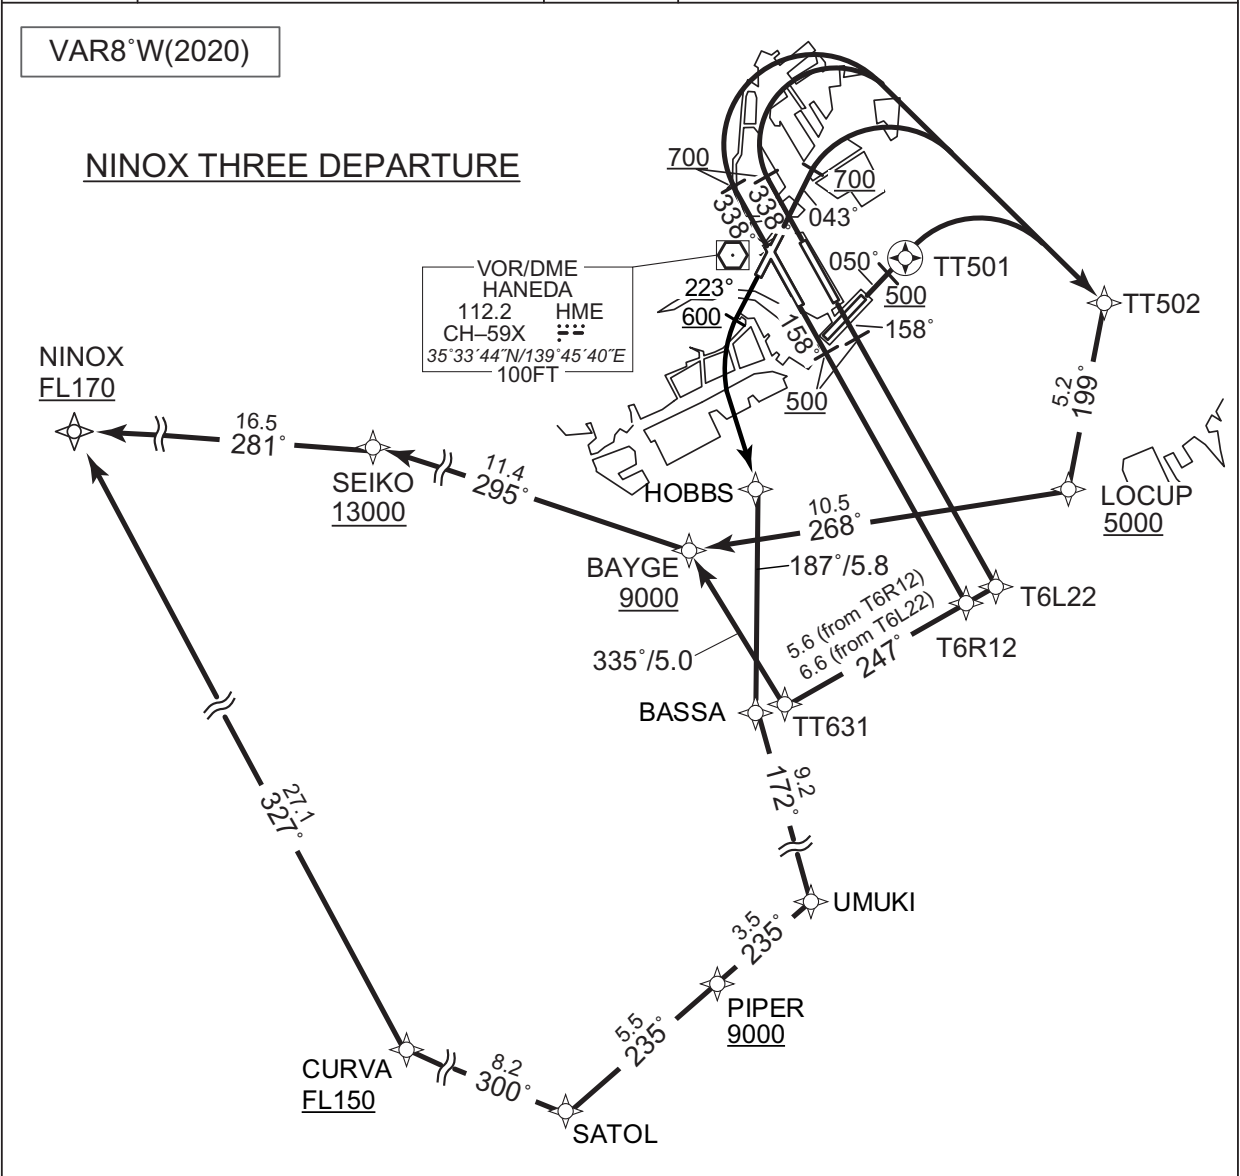 VAR8°W(2020)
NINOX THREE DEPARTURE
700
700
338°
338°
043°
VOR/DME
HANEDA
112.2 HME
CH–59X
35°33´44˝N/139°45´40˝E
100FT
223°
600
050°
TT501
500
158°
158°
500
TT502
5.2
199°
NINOX
FL170
16.5
281°
SEIKO
13000
11.4
295°
HOBBS
LOCUP
5000
10.5
268°
BAYGE
9000
187°/5.8
T6L22
T6R12
5.6 (from T6R12)
6.6 (from T6L22)
247°
335°/5.0
BASSA
TT631
9.2
172°
27.1
327°
UMUKI
3.5
235°
PIPER
9000
5.5
235°
CURVA
FL150
8.2
300°
SATOL